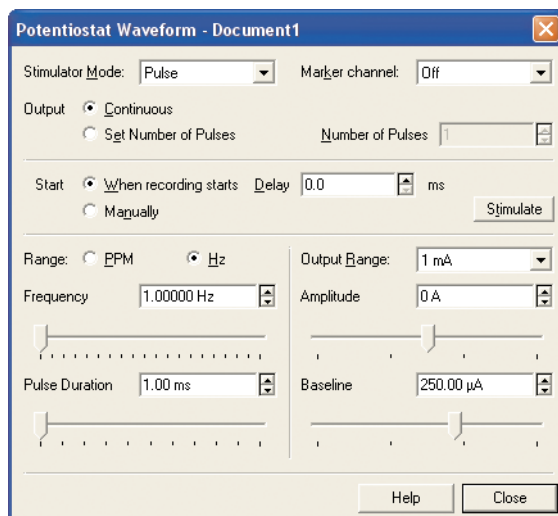 Potentiostat Waveform - Document1
Stimulator Mode: Pulse Marker channel: Off
Output Continuous
Set Number of Pulses Number of Pulses 1
Start When recording starts Delay 0.0 ms
Manually Stimulate
Range: PPM Hz Output Range: 1 mA
Frequency 1.00000 Hz Amplitude 0 A
Pulse Duration 1.00 ms Baseline 250.00 µA
Help Close